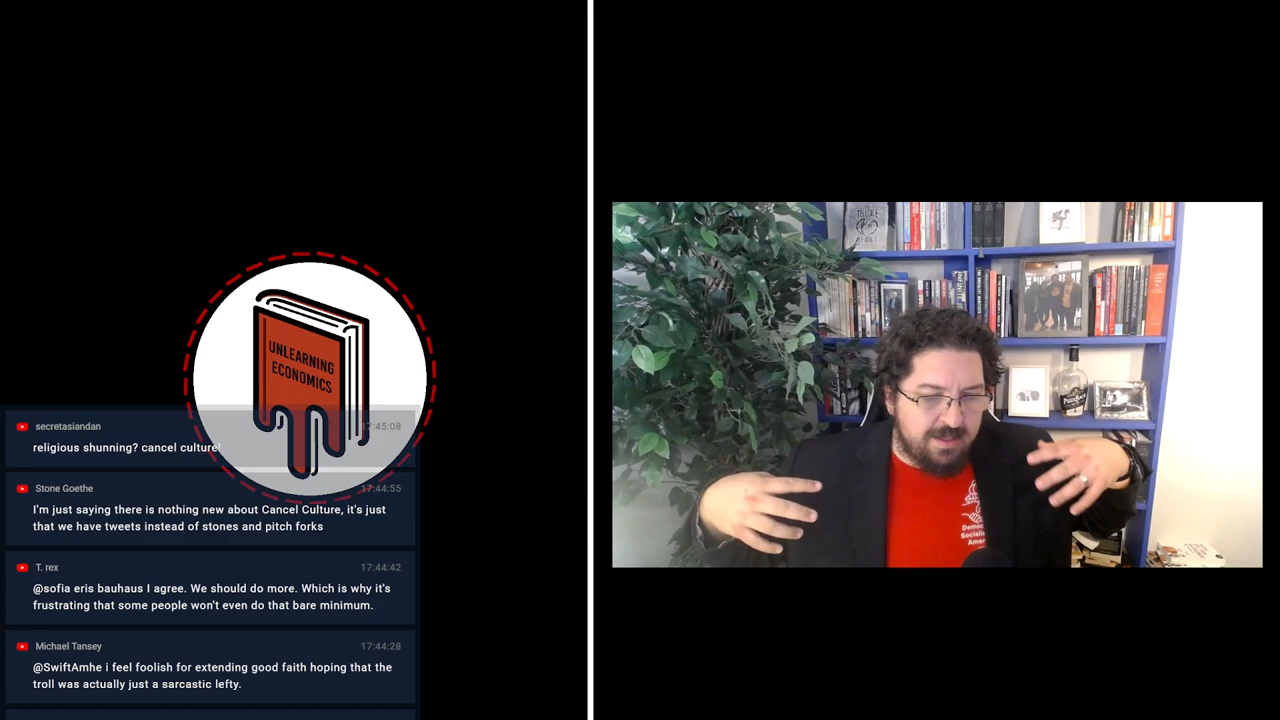 UNLEARNING
ECONOMICS
secretasiandan 17:45:08
religious shunning? cancel culture!
Stone Goethe 17:44:55
I'm just saying there is nothing new about Cancel Culture, it's just
that we have tweets instead of stones and pitch forks
T. rex 17:44:42
@sofia eris bauhaus I agree. We should do more. Which is why it's
frustrating that some people won't even do that bare minimum.
Michael Tansey 17:44:28
@SwiftAmhe i feel foolish for extending good faith hoping that the
troll was actually just a sarcastic lefty.
Democ
Socialis
Amer